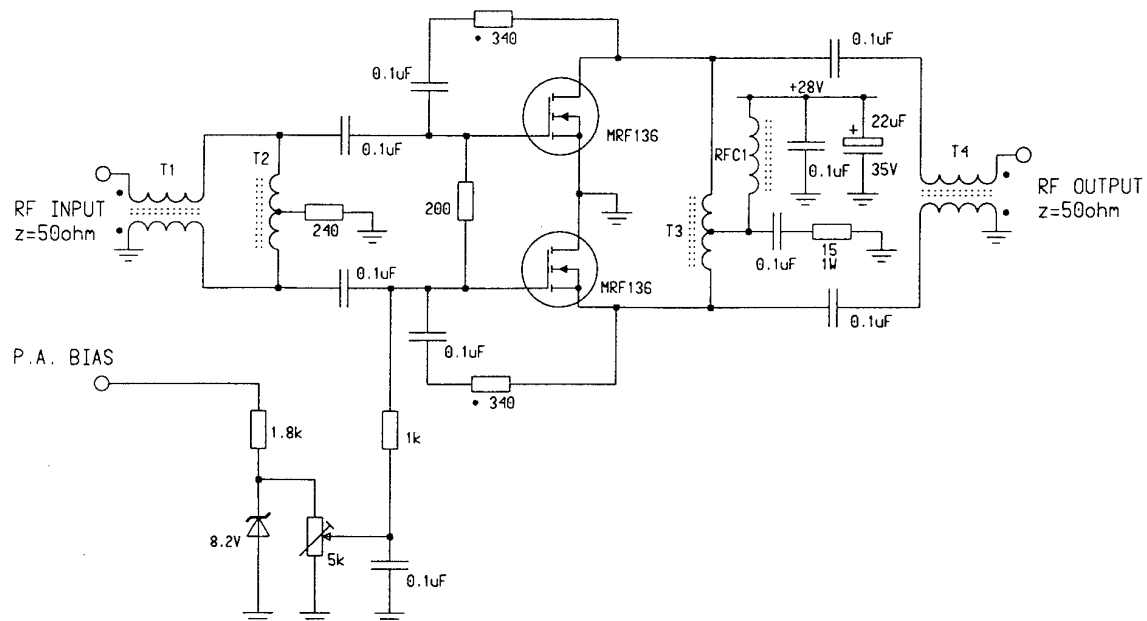 • 340
0.1uF
0.1uF
+28V
MRF136
22uF
+
RFC1
0.1uF
35V
T1
T2
0.1uF
T4
RF INPUT
z=50ohm
200
240
RF OUTPUT
z=50ohm
T3
0.1uF
15
1W
0.1uF
MRF136
0.1uF
0.1uF
P.A. BIAS
• 340
1.8k
1k
8.2V
5k
0.1uF